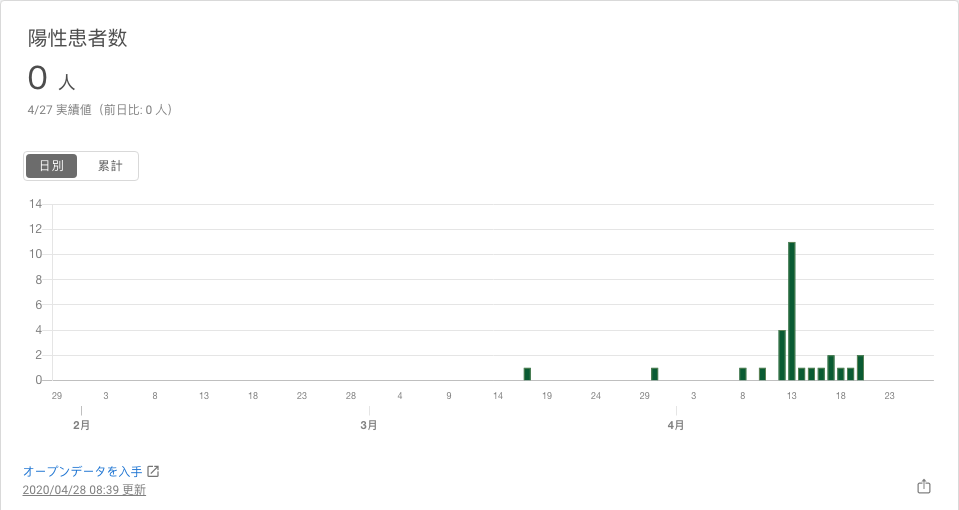 陽性患者数
0 人
4/27 実績値（前日比: 0 人）
日別 累計
14
12
10
8
6
4
2
0
29 3 8 13 18 23 28 4 9 14 19 24 29 3 8 13 18 23
2月 3月 4月
オープンデータを入手
2020/04/28 08:39 更新